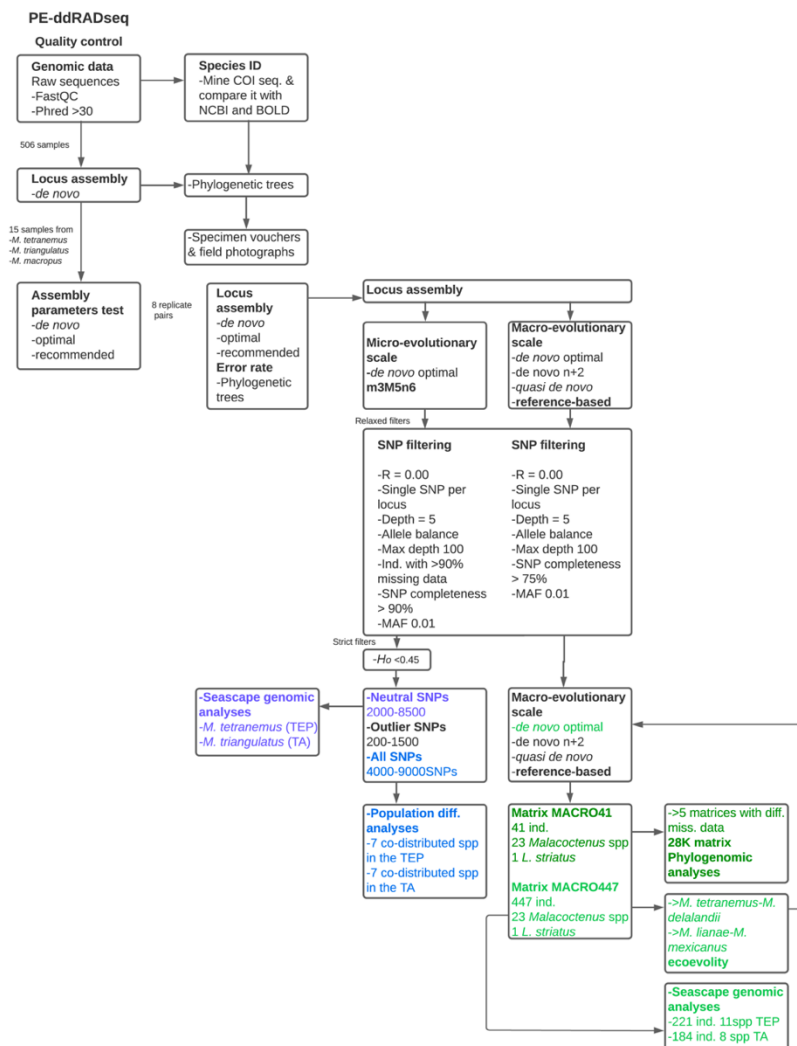 PE-ddRADseq
Quality control
Genomic data
Raw sequences
-FastQC
-Phred >30
Species ID
-Mine COI seq. &
compare it with
NCBI and BOLD
506 samples
Locus assembly
-de novo
-Phylogenetic trees
15 samples from
-M. tetranemus
-M. triangulatus
-M. macropus
-Specimen vouchers
& field photographs
Assembly
parameters test
-de novo
-optimal
-recommended
8 replicate
pairs
Locus
assembly
-de novo
-optimal
-recommended
Error rate
-Phylogenetic
trees
Locus assembly
Micro-evolutionary
scale
-de novo optimal
m3M5n6
Macro-evolutionary
scale
-de novo optimal
-de novo n+2
-quasi de novo
-reference-based
Relaxed filters
SNP filtering
-R = 0.00
-Single SNP per
locus
-Depth = 5
-Allele balance
-Max depth 100
-Ind. with >90%
missing data
-SNP completeness
> 90%
-MAF 0.01
SNP filtering
-R = 0.00
-Single SNP per
locus
-Depth = 5
-Allele balance
-Max depth 100
-SNP completeness
> 75%
-MAF 0.01
Strict filters
-Ho <0.45
-Seascape genomic
analyses
-M. tetranemus (TEP)
-M. triangulatus (TA)
-Neutral SNPs
2000-8500
-Outlier SNPs
200-1500
-All SNPs
4000-9000SNPs
Macro-evolutionary
scale
-de novo optimal
-de novo n+2
-quasi de novo
-reference-based
-Population diff.
analyses
-7 co-distributed spp
in the TEP
-7 co-distributed spp
in the TA
Matrix MACRO41
41 ind.
23 Malacoctenus spp
1 L. striatus
Matrix MACRO447
447 ind.
23 Malacoctenus spp
1 L. striatus
->5 matrices with diff.
miss. data
28K matrix
Phylogenomic
analyses
->M. tetranemus-M.
delalandii
->M. lianae-M.
mexicanus
ecoevolity
-Seascape genomic
analyses
-221 ind. 11spp TEP
-184 ind. 8 spp TA